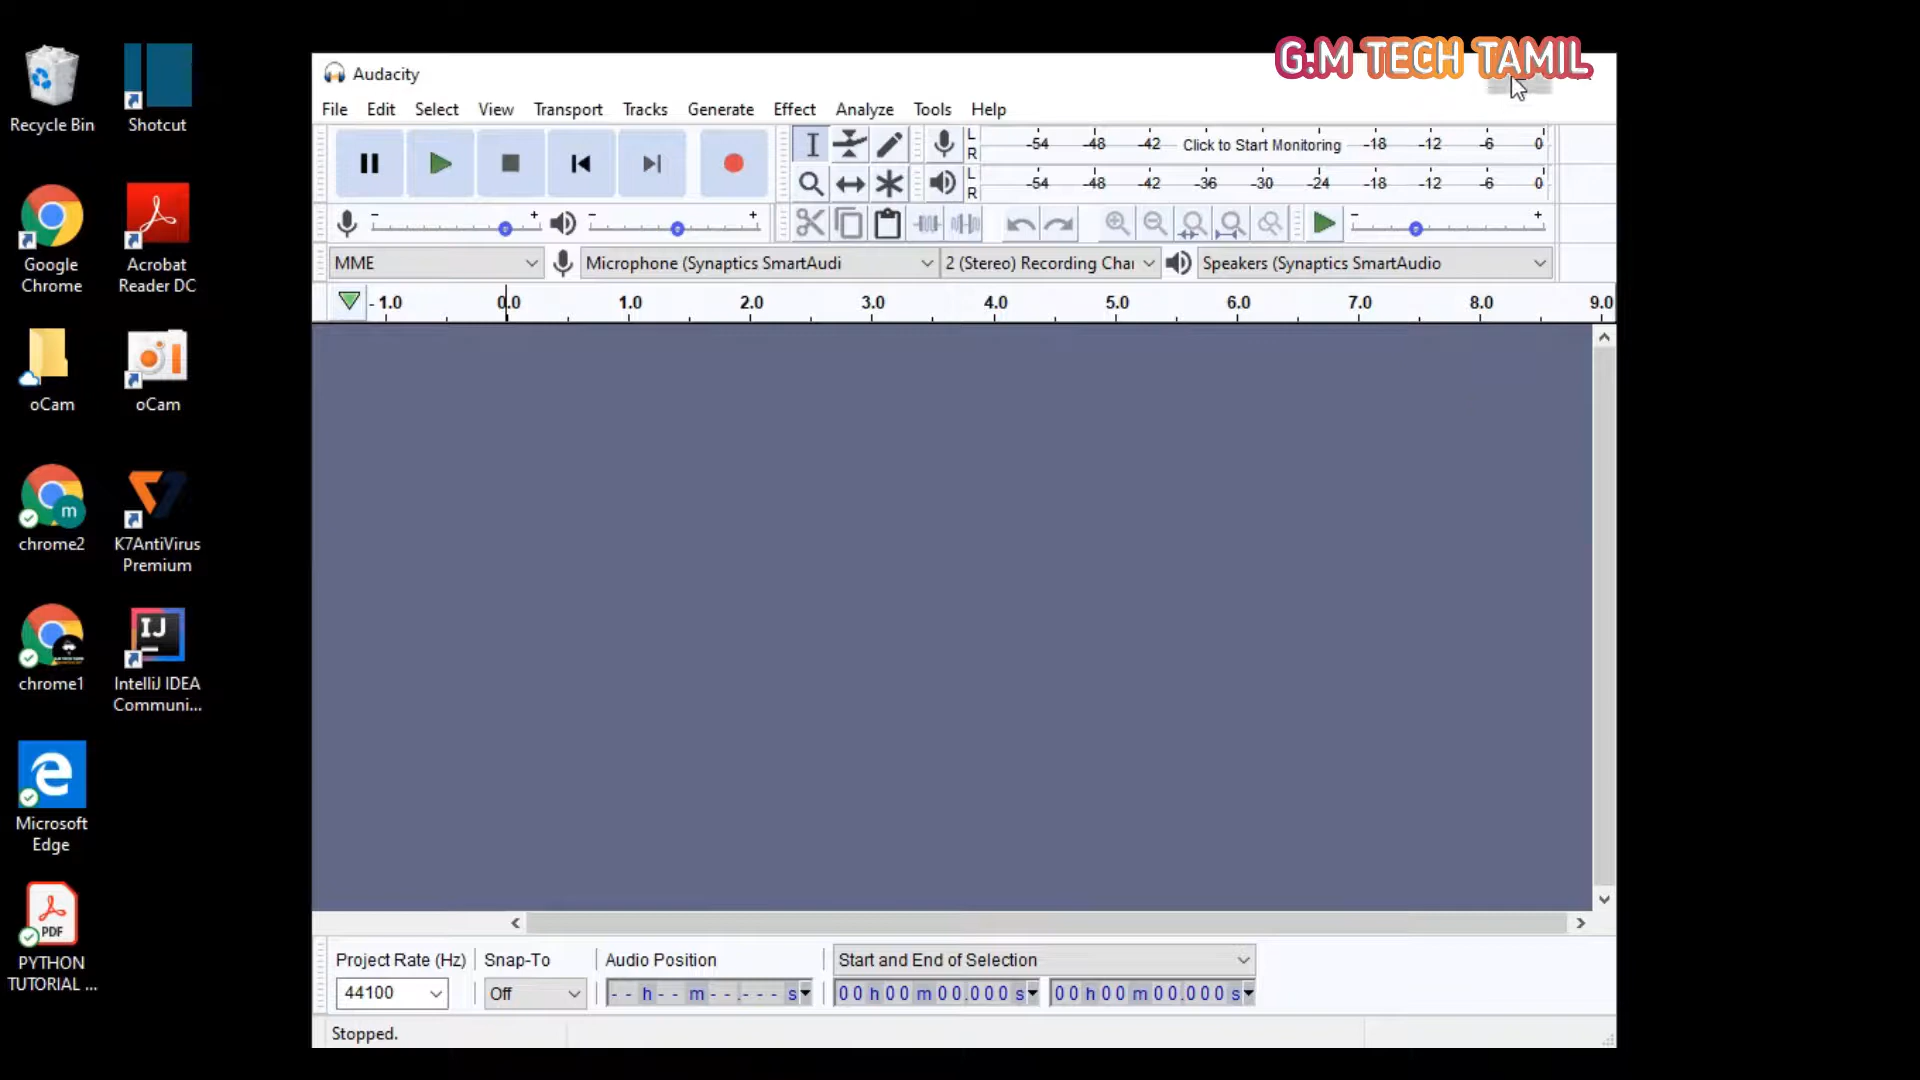 G.M TECH TAMIL
Recycle Bin
Shotcut
Google
Chrome
Acrobat
Reader DC
oCam
oCam
chrome2
K7AntiVirus
Premium
chrome1
IntelliJ IDEA
Communi...
Microsoft
Edge
PDF
PYTHON
TUTORIAL ...
Audacity
File Edit Select View Transport Tracks Generate Effect Analyze Tools Help
L
R
-54 -48 -42 Click to Start Monitoring -18 -12 -6 0
L
R
-54 -48 -42 -36 -30 -24 -18 -12 -6 0
- + - + - +
MME Microphone (Synaptics SmartAudi 2 (Stereo) Recording Chai Speakers (Synaptics SmartAudio
-1.0 0.0 1.0 2.0 3.0 4.0 5.0 6.0 7.0 8.0 9.0
Project Rate (Hz) Snap-To Audio Position Start and End of Selection
44100 Off -- h -- m --.--- s 00 h 00 m 00.000 s 00 h 00 m 00.000 s
Stopped.
m
IJ